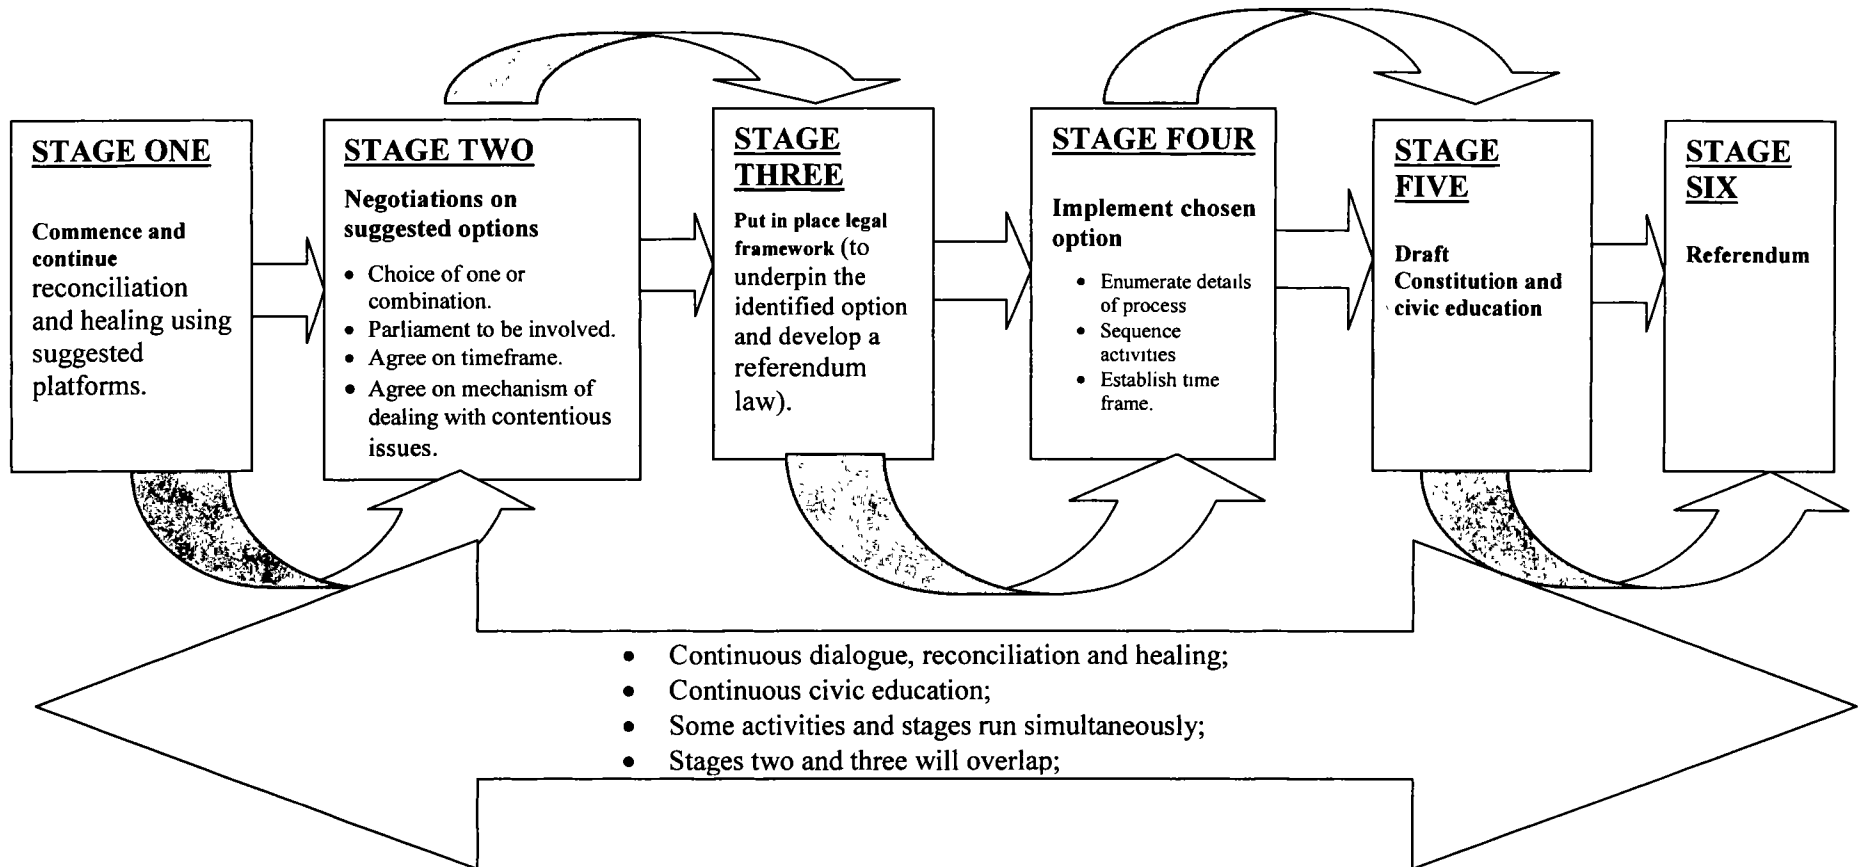 STAGE ONE
Commence and
continue
reconciliation
and healing using
suggested
platforms.
STAGE TWO
Negotiations on
suggested options
• Choice of one or
combination.
• Parliament to be involved.
• Agree on timeframe.
• Agree on mechanism of
dealing with contentious
issues.
STAGE
THREE
Put in place legal
framework (to
underpin the
identified option
and develop a
referendum
law).
STAGE FOUR
Implement chosen
option
• Enumerate details
of process
• Sequence
activities
• Establish time
frame.
STAGE
FIVE
Draft
Constitution and
civic education
STAGE
SIX
Referendum
• Continuous dialogue, reconciliation and healing;
• Continuous civic education;
• Some activities and stages run simultaneously;
• Stages two and three will overlap;